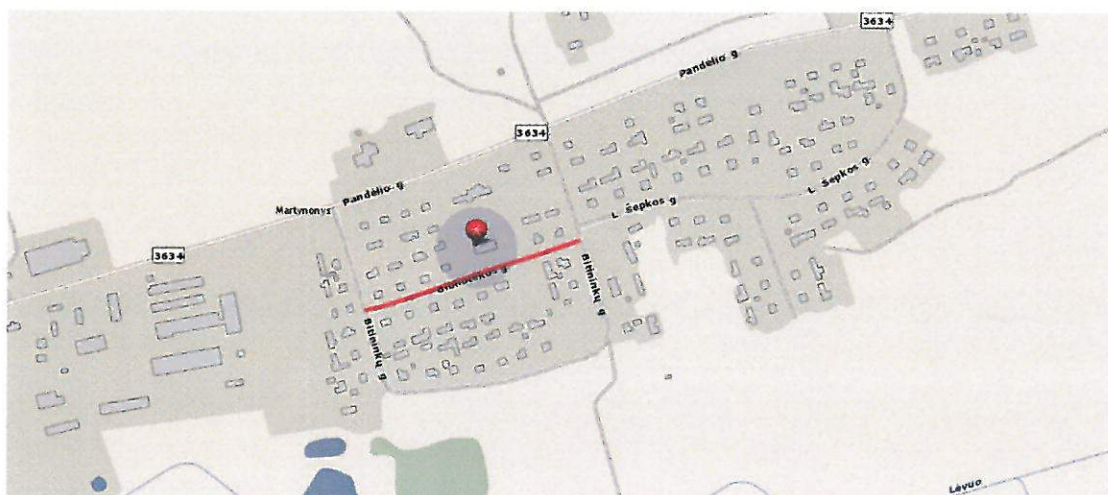 3634
Pandėlio g.
3634
Pandėlio g.
Martynonys
L. Šepkos g.
L. Šepkos g.
3634
Bitininkų g.
Bitininkų g.
Lėvuo